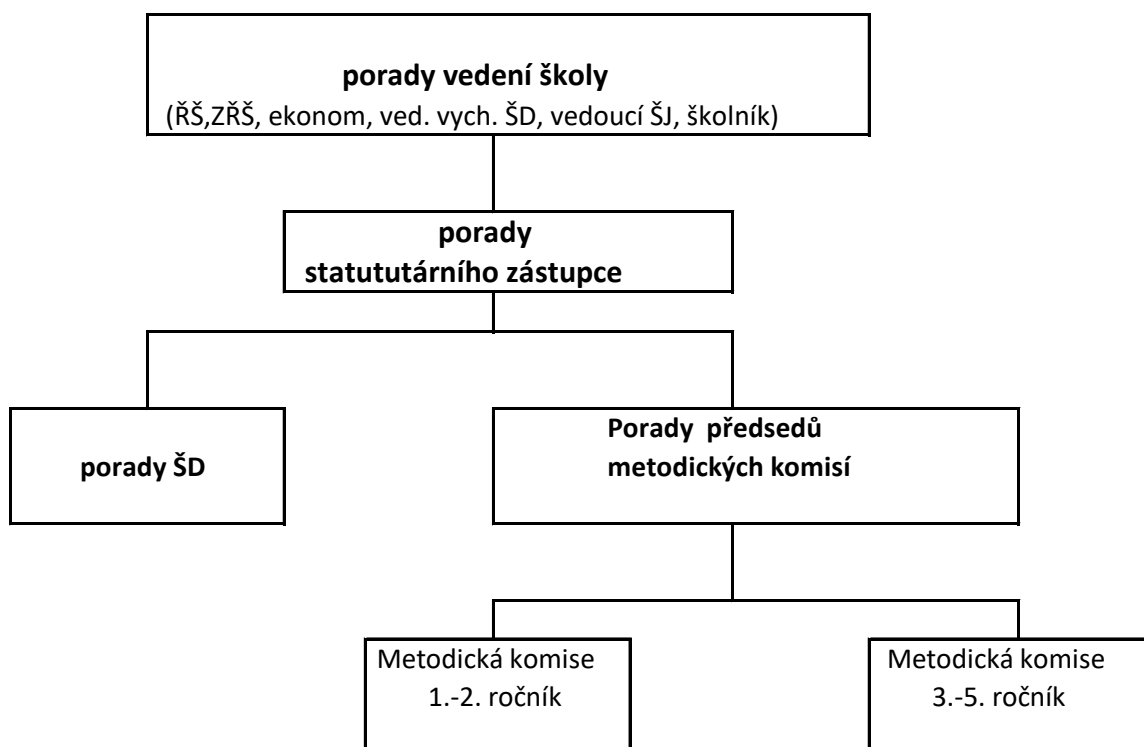 porady vedení školy
(ŘŠ,ZŘŠ, ekonom, ved. vych. ŠD, vedoucí ŠJ, školník)
porady
statututárního zástupce
porady ŠD
Porady předsedů
metodických komisí
Metodická komise
1.-2. ročník
Metodická komise
3.-5. ročník